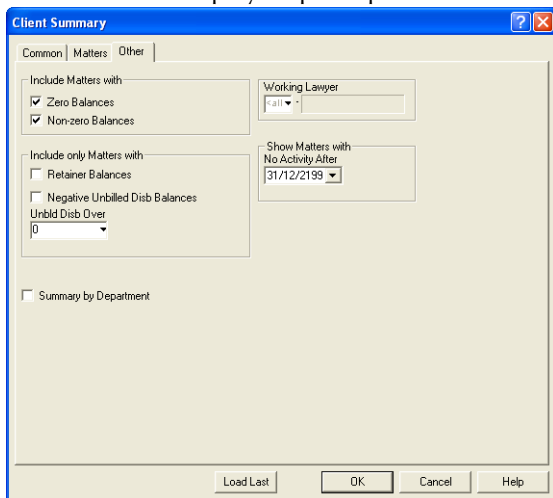 Client Summary
Common Matters Other
Include Matters with
Zero Balances
Non-zero Balances
Working Lawyer
<all -
Include only Matters with
Retainer Balances
Negative Unbilled Disb Balances
Unbld Disb Over
0
Show Matters with
No Activity After
31/12/2199
Summary by Department
Load Last OK Cancel Help